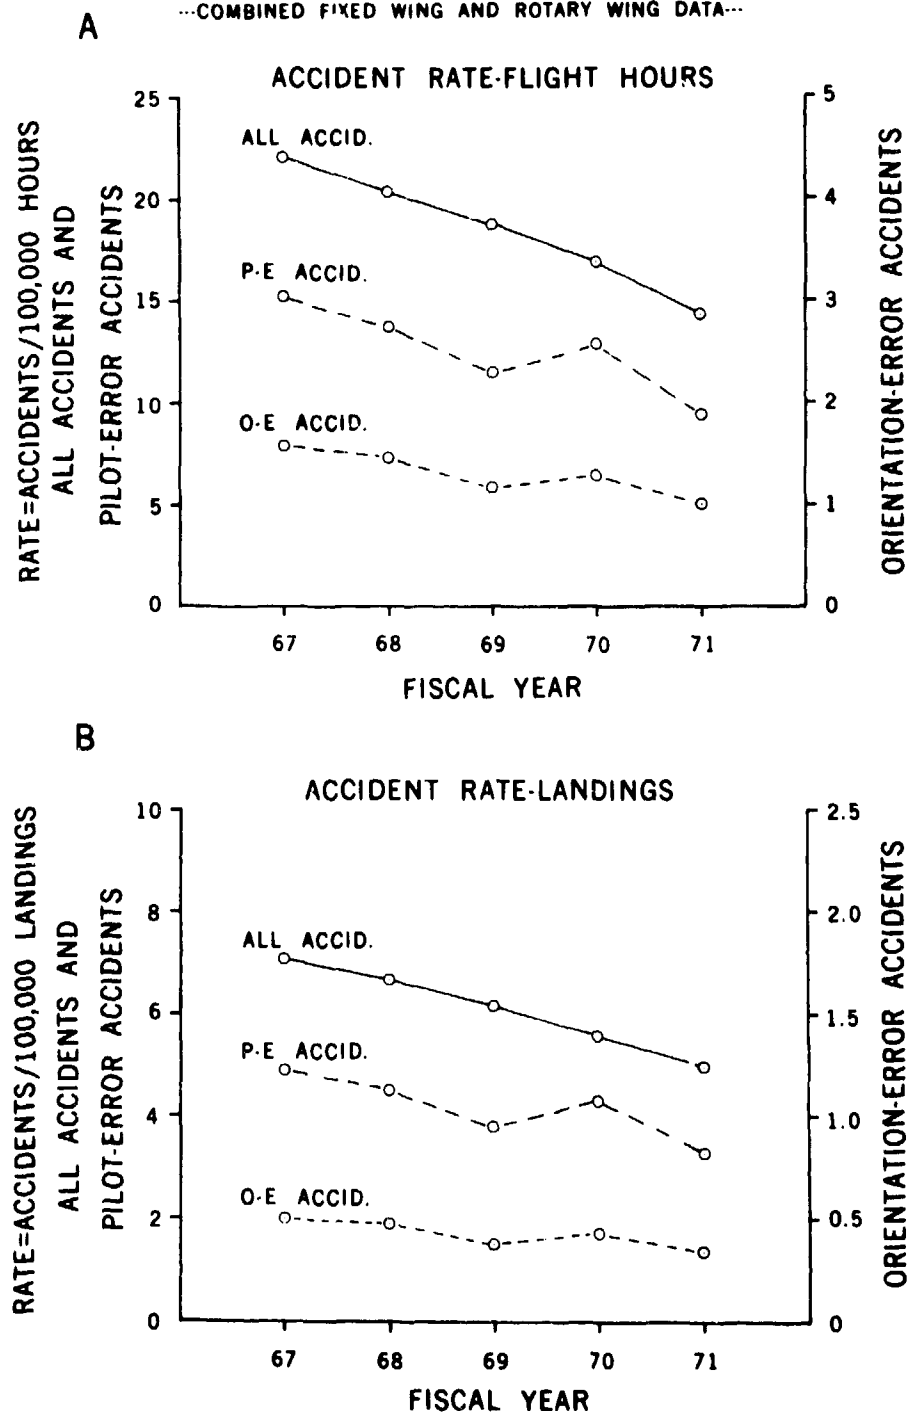 ---COMBINED FIXED WING AND ROTARY WING DATA---
A
ACCIDENT RATE-FLIGHT HOURS
RATE=ACCIDENTS/100,000 HOURS
ALL ACCIDENTS AND
PILOT-ERROR ACCIDENTS
25
20
15
10
5
0
ALL ACCID.
P-E ACCID.
O-E ACCID.
5
4
3
2
1
0
ORIENTATION-ERROR ACCIDENTS
67 68 69 70 71
FISCAL YEAR
B
ACCIDENT RATE-LANDINGS
RATE=ACCIDENTS/100,000 LANDINGS
ALL ACCIDENTS AND
PILOT-ERROR ACCIDENTS
10
8
6
4
2
0
ALL ACCID.
P-E ACCID.
O-E ACCID.
2.5
2.0
1.5
1.0
0.5
0
ORIENTATION-ERROR ACCIDENTS
67 68 69 70 71
FISCAL YEAR